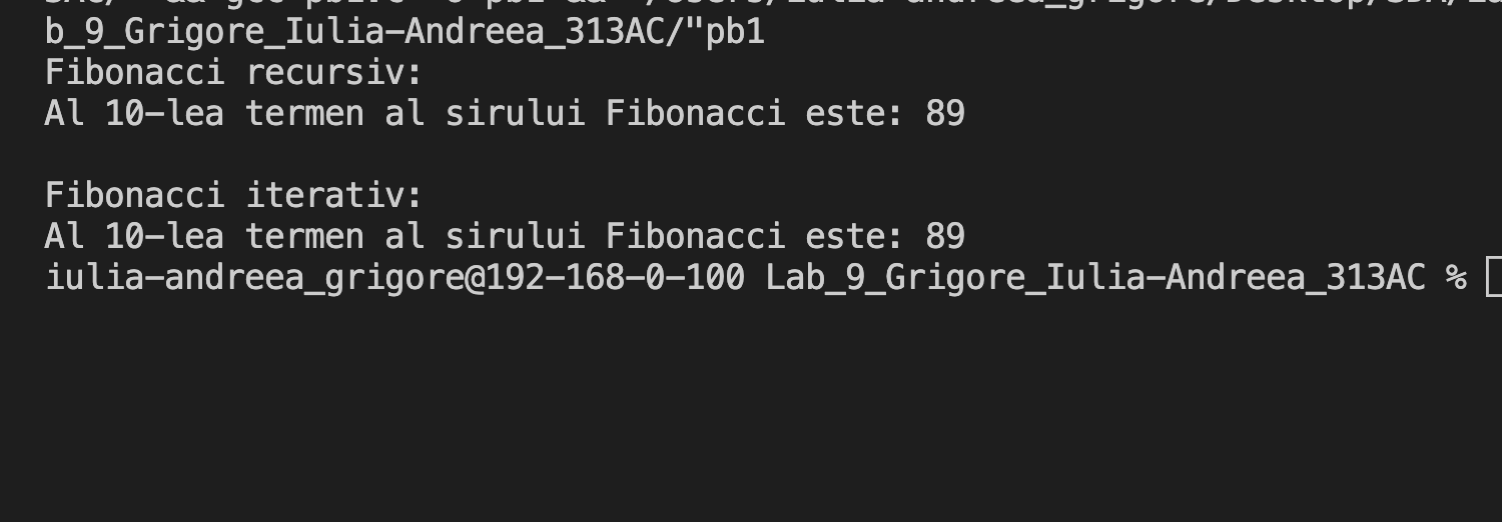 b_9_Grigore_Iulia-Andreea_313AC/"pb1
Fibonacci recursiv:
Al 10-lea termen al sirului Fibonacci este: 89
Fibonacci iterativ:
Al 10-lea termen al sirului Fibonacci este: 89
iulia-andreea_grigore@192-168-0-100 Lab_9_Grigore_Iulia-Andreea_313AC %